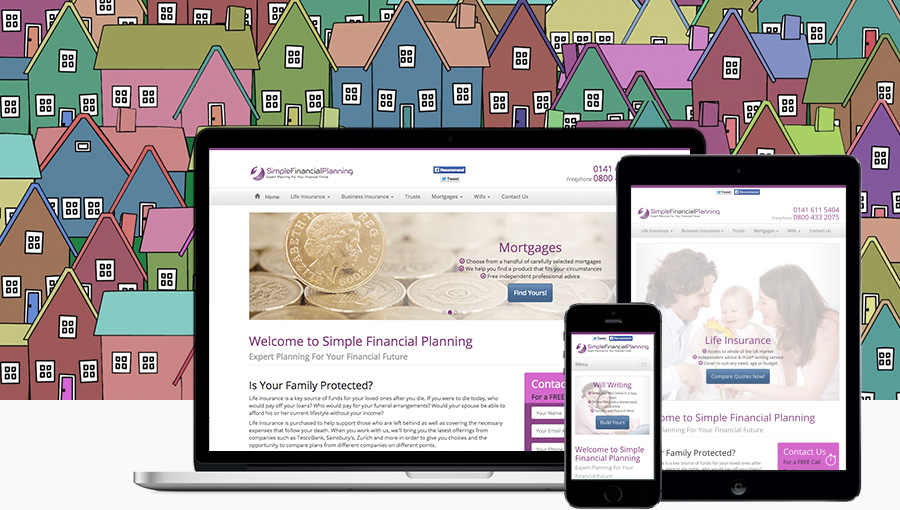 SimpleFinancialPlanning
Expert Planning For Your Financial Future
Recommend
Tweet
0141 6
Freephone 0800 4
Home Life Insurance Business Insurance Trusts Mortgages Wills Contact Us
ELIZABETH II
Mortgages
Choose from a handful of carefully selected mortgages
We help you find a product that fits your circumstances
Free independent professional advice
Find Yours!
Welcome to Simple Financial Planning
Expert Planning For Your Financial Future
Is Your Family Protected?
Life insurance is a key source of funds for your loved ones after you die. If you were to die today, who
would pay off your loans? Who would pay for your funeral arrangements? Would your spouse be able to
afford his or her current lifestyle without your income?
Life insurance is purchased to help support those who are left behind as well as covering the necessary
expenses that follow your death. When you work with us, we'll bring you the latest offerings from
companies such as TescoBank, Sainsbury's, Zurich and more in order to give you choices and the
opportunity to compare plans from different companies on different points.
Contact
For a FREE
Your Name
Your Email A
Your Phone
Tweet Recommend
SimpleFinancialPlanning
0141 611 5404
Freephone 0800 433 2075
Life Insurance Business Insurance Trusts Mortgages Wills Contact Us
Life Insurance
Access to whole of the UK market
Independent advice & trust* writing service
Cover to suit any need, age or budget
Compare Quotes Now!
ome to Simple Financial Planning
Planning For Your Financial Future
r Family Protected?
is a key source of funds for your loved ones after
Contact Us
For a FREE Call
Tweet Recommend
SimpleFinancialPlanning
Expert Planning For Your Financial Future
Menu
Will Writing
Build Yours
Welcome to Simple
Financial Planning
Expert Planning For Your
Financial Future